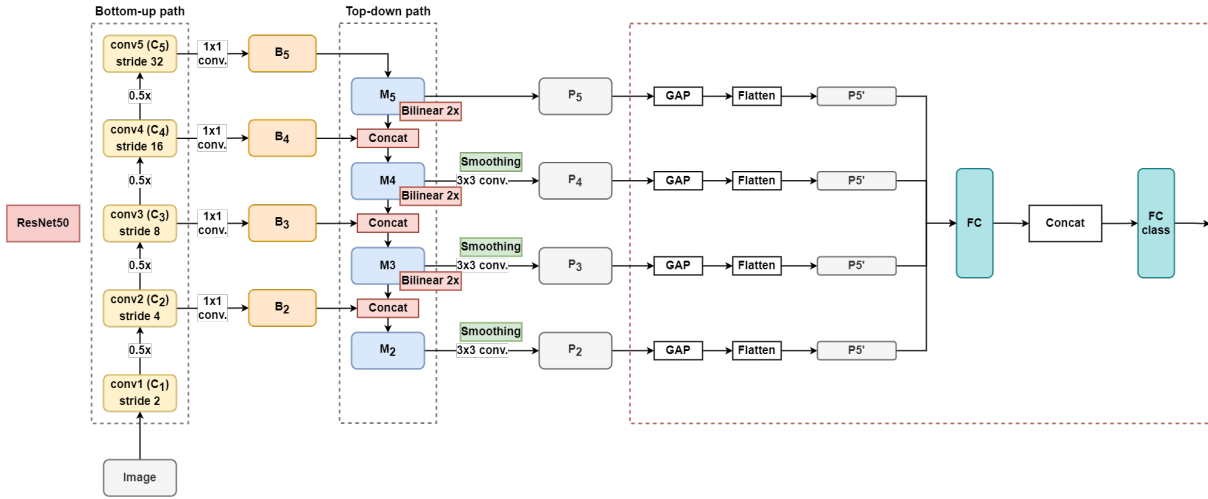 Bottom-up path
Top-down path
conv5 (C5)
stride 32
1x1
conv.
B5
M5
Bilinear 2x
P5
GAP
Flatten
P5'
0.5x
conv4 (C4)
stride 16
1x1
conv.
B4
Concat
M4
Bilinear 2x
Smoothing
3x3 conv.
P4
GAP
Flatten
P5'
0.5x
ResNet50
conv3 (C3)
stride 8
1x1
conv.
B3
Concat
M3
Bilinear 2x
Smoothing
3x3 conv.
P3
GAP
Flatten
P5'
FC
Concat
FC
class
0.5x
conv2 (C2)
stride 4
1x1
conv.
B2
Concat
M2
Smoothing
3x3 conv.
P2
GAP
Flatten
P5'
0.5x
conv1 (C1)
stride 2
Image